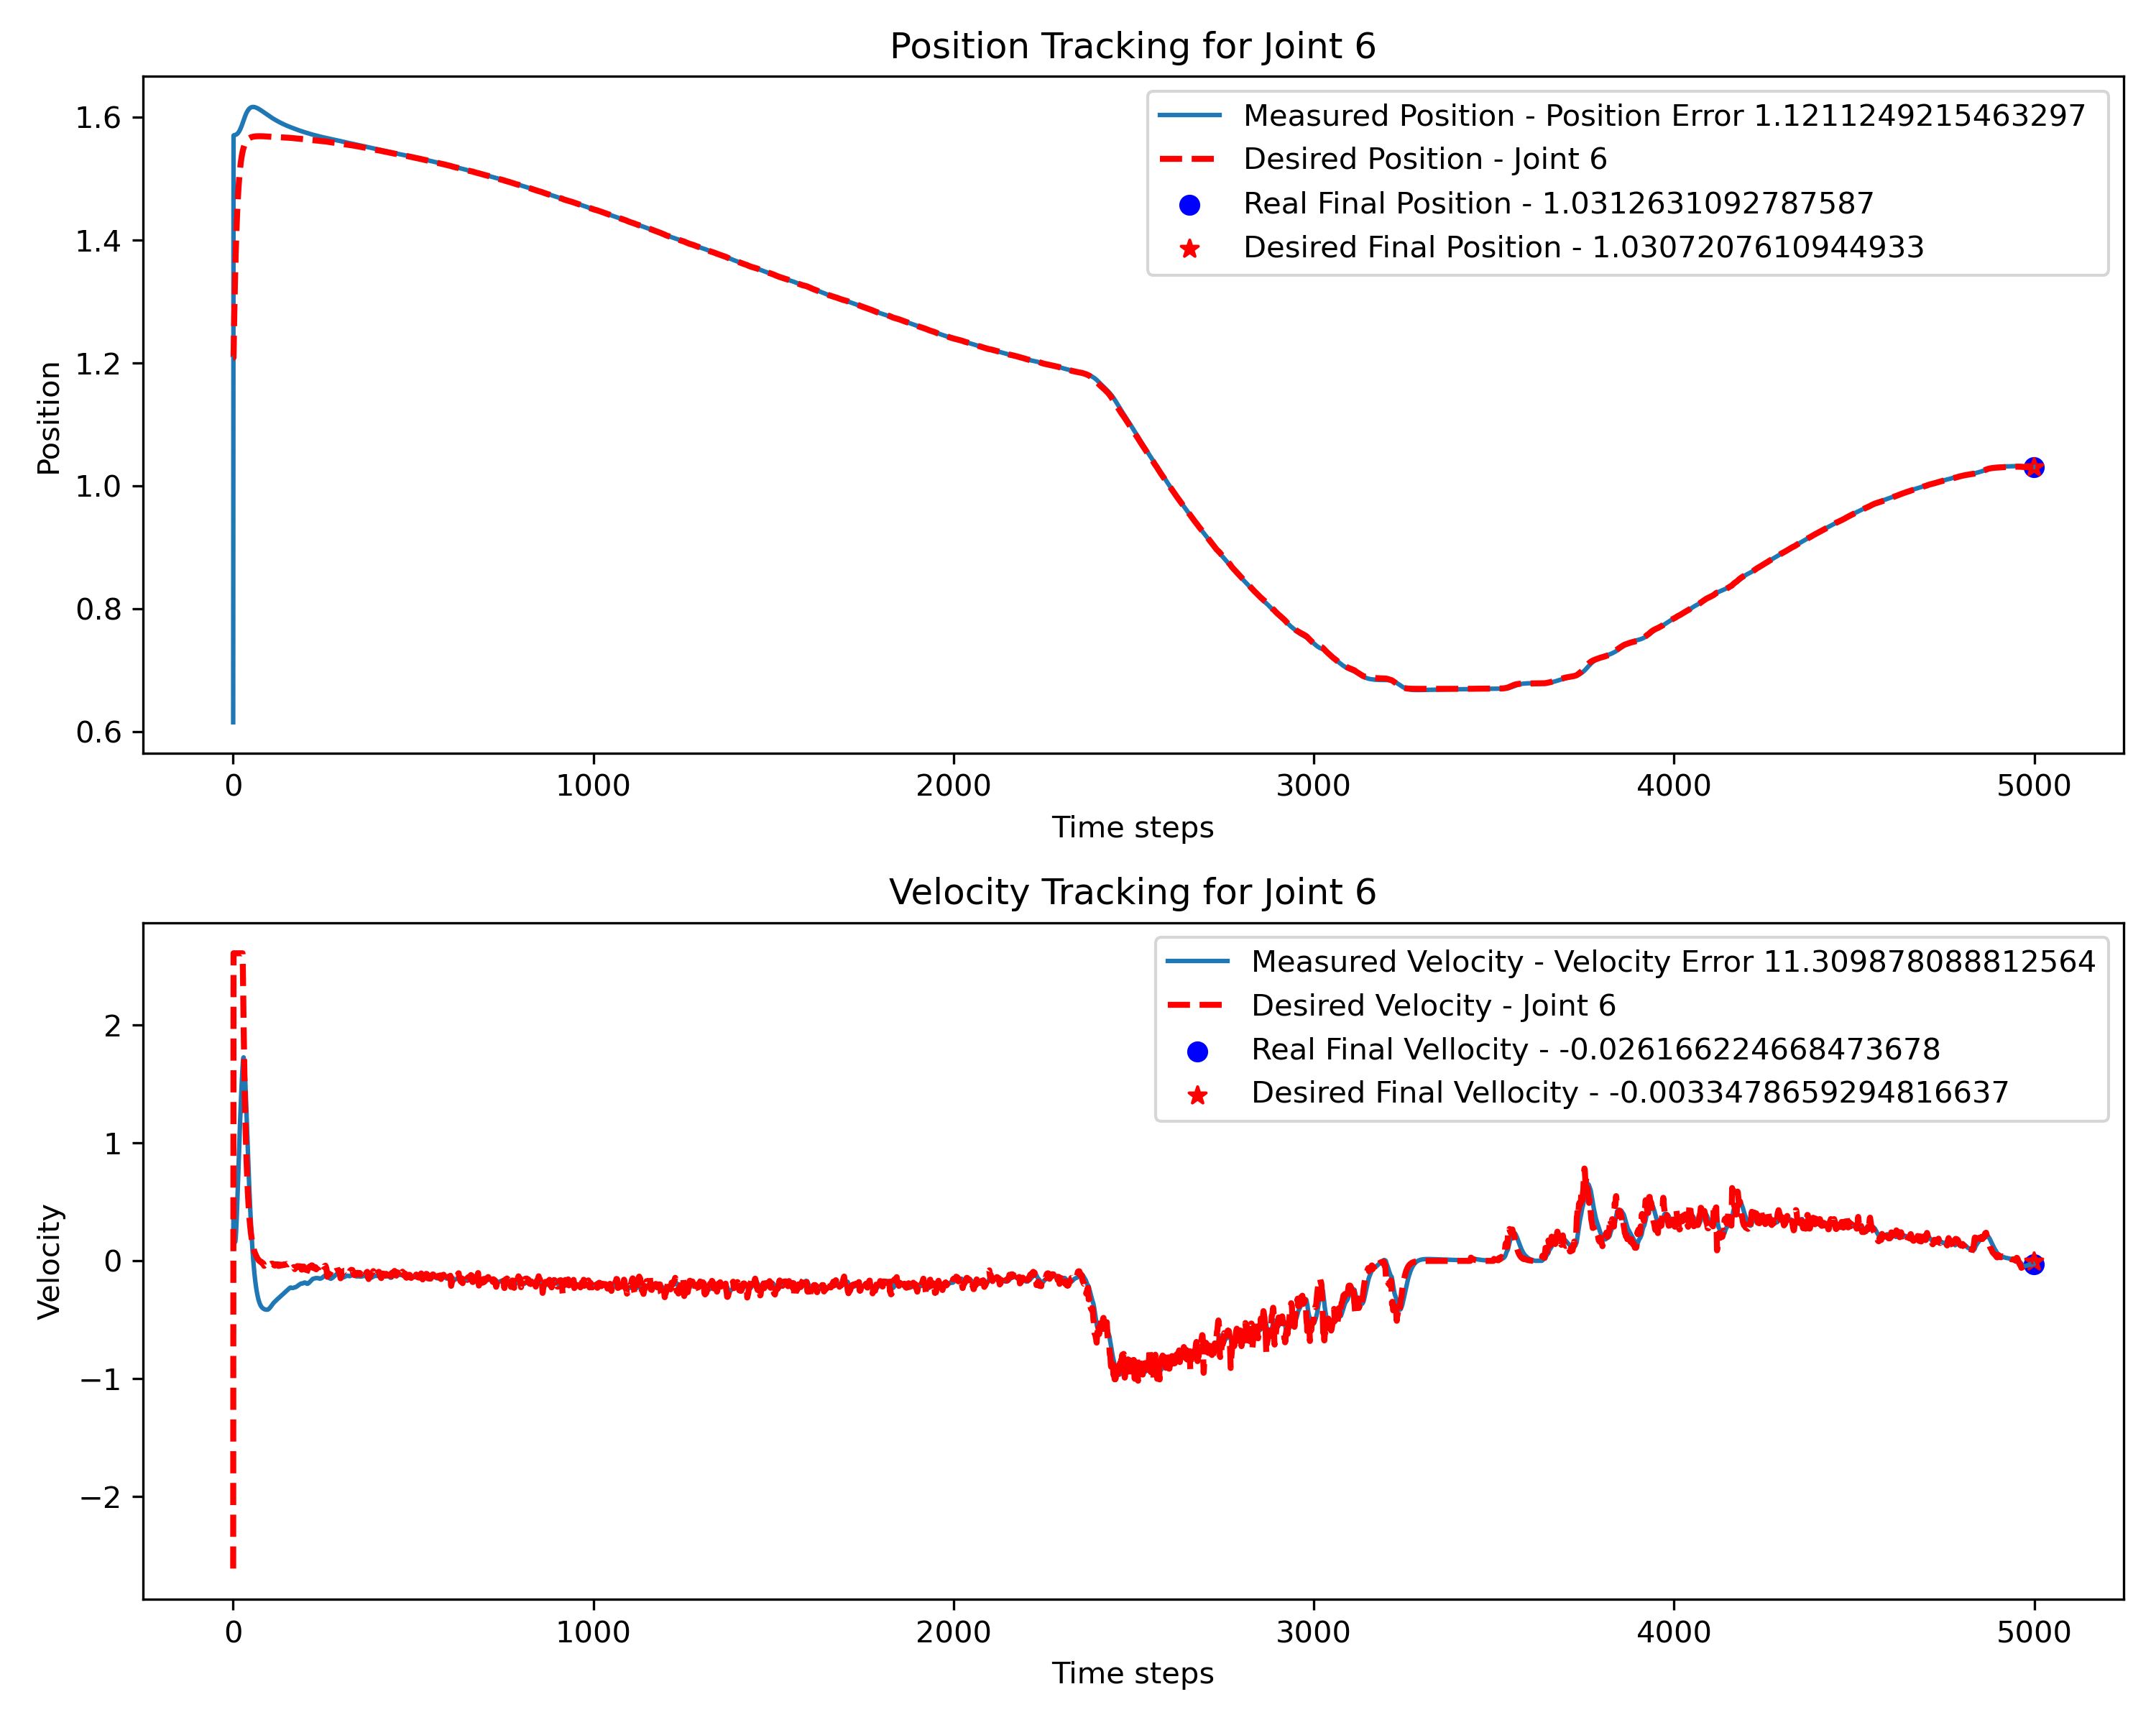 Position Tracking for Joint 6
Measured Position - Position Error 1.1211249215463297
Desired Position - Joint 6
Real Final Position - 1.0312631092787587
Desired Final Position - 1.0307207610944933
Position
1.6
1.4
1.2
1.0
0.8
0.6
0
1000
2000
3000
4000
5000
Time steps
Velocity Tracking for Joint 6
Measured Velocity - Velocity Error 11.309878088812564
Desired Velocity - Joint 6
Real Final Vellocity - -0.026166224668473678
Desired Final Vellocity - -0.0033478659294816637
Velocity
2
1
0
−1
−2
0
1000
2000
3000
4000
5000
Time steps